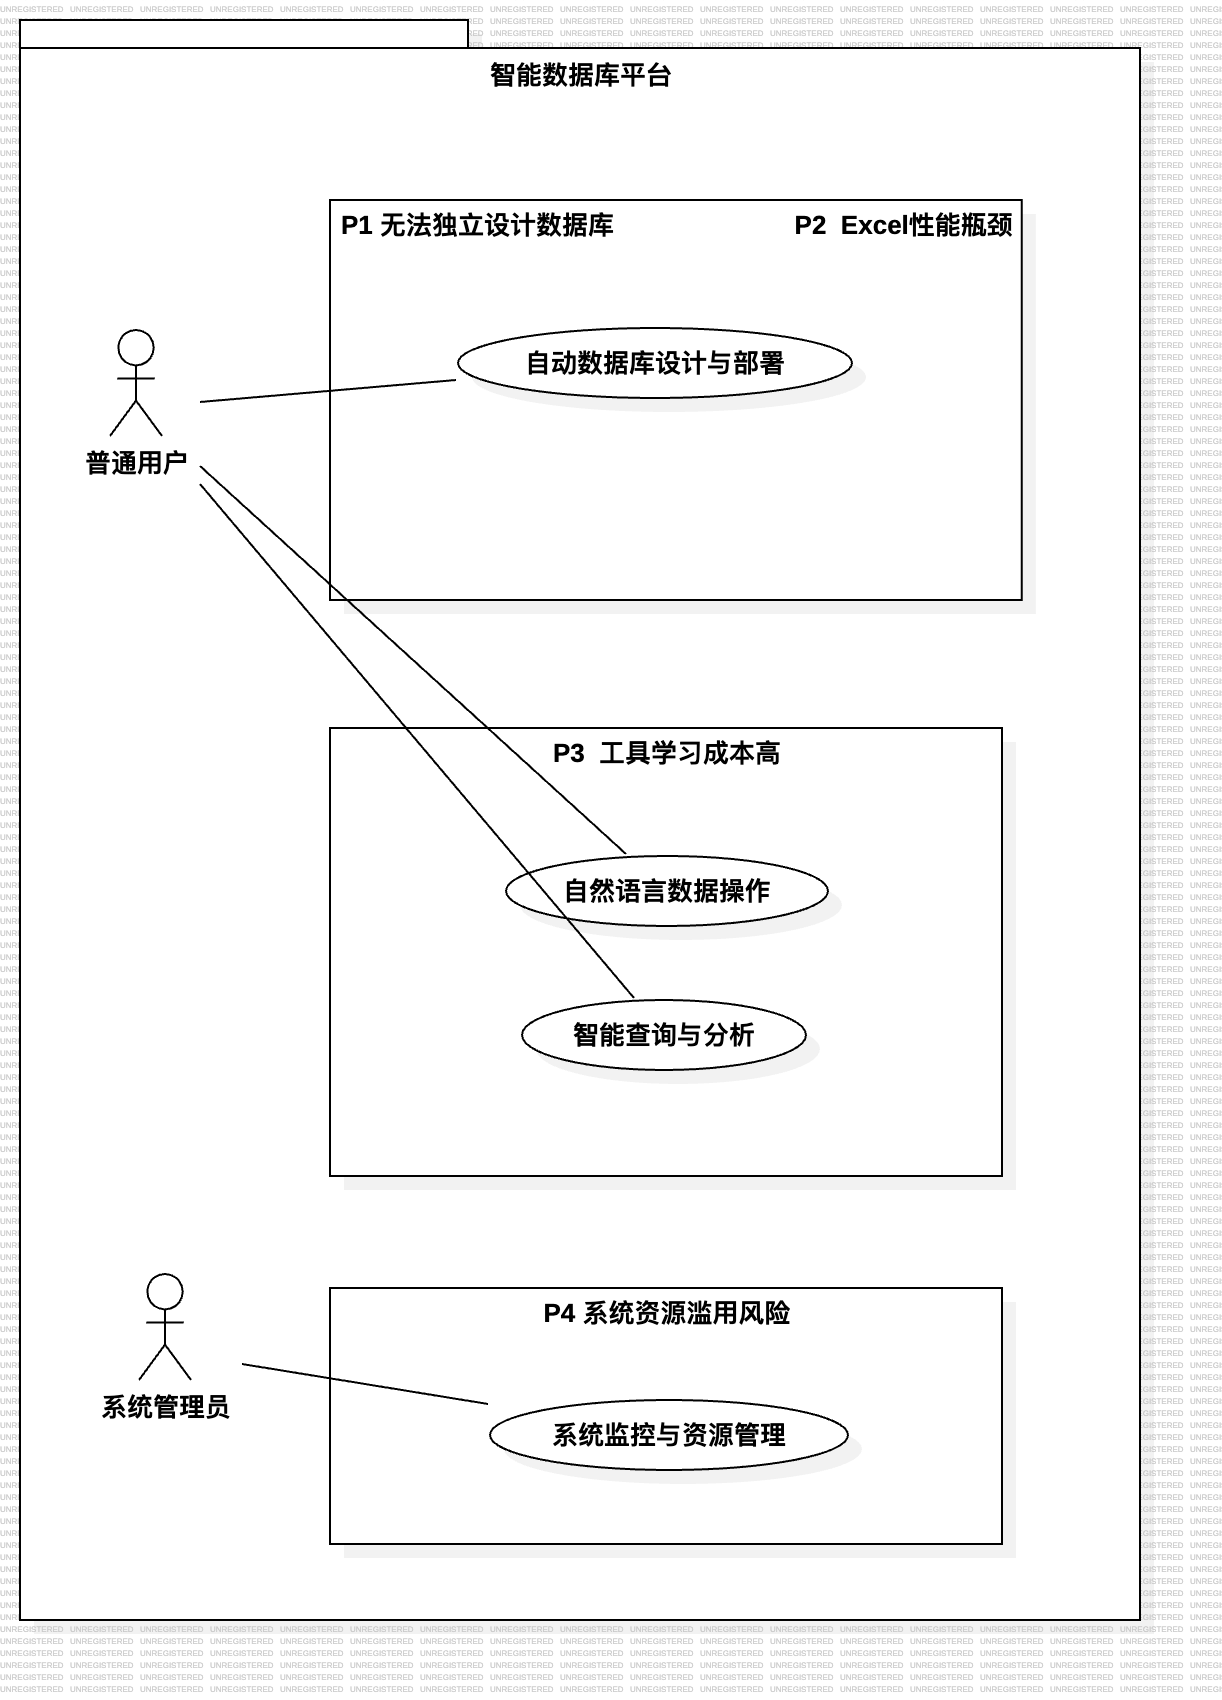 智能数据库平台
P1 无法独立设计数据库 P2 Excel性能瓶颈
自动数据库设计与部署
普通用户
P3 工具学习成本高
自然语言数据操作
智能查询与分析
P4 系统资源滥用风险
系统管理员
系统监控与资源管理
UNREGISTERED